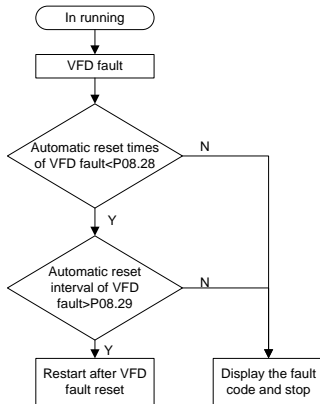 In running
VFD fault
Automatic reset times
of VFD fault<P08.28
N
Y
Automatic reset
interval of VFD
fault>P08.29
N
Y
Restart after VFD
fault reset
Display the fault
code and stop